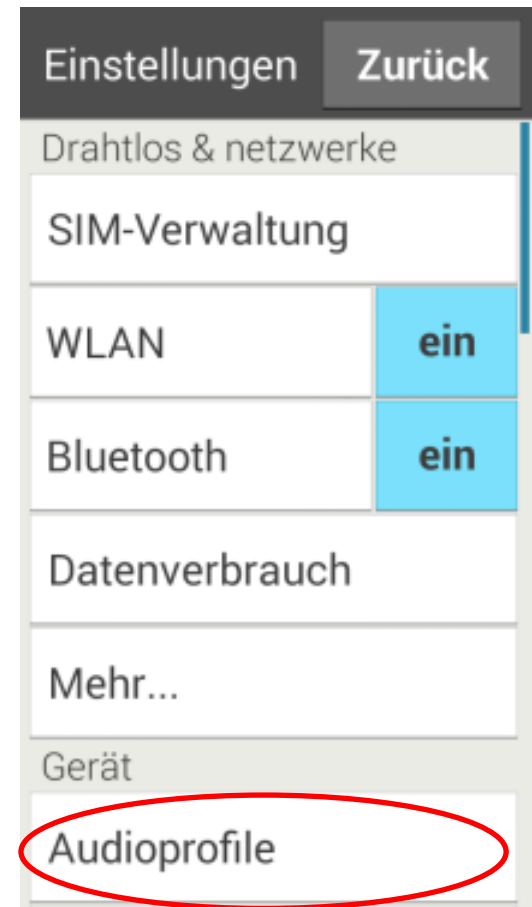 Einstellungen Zurück
Drahtlos & netzwerke
SIM-Verwaltung
WLAN ein
Bluetooth ein
Datenverbrauch
Mehr...
Gerät
Audioprofile